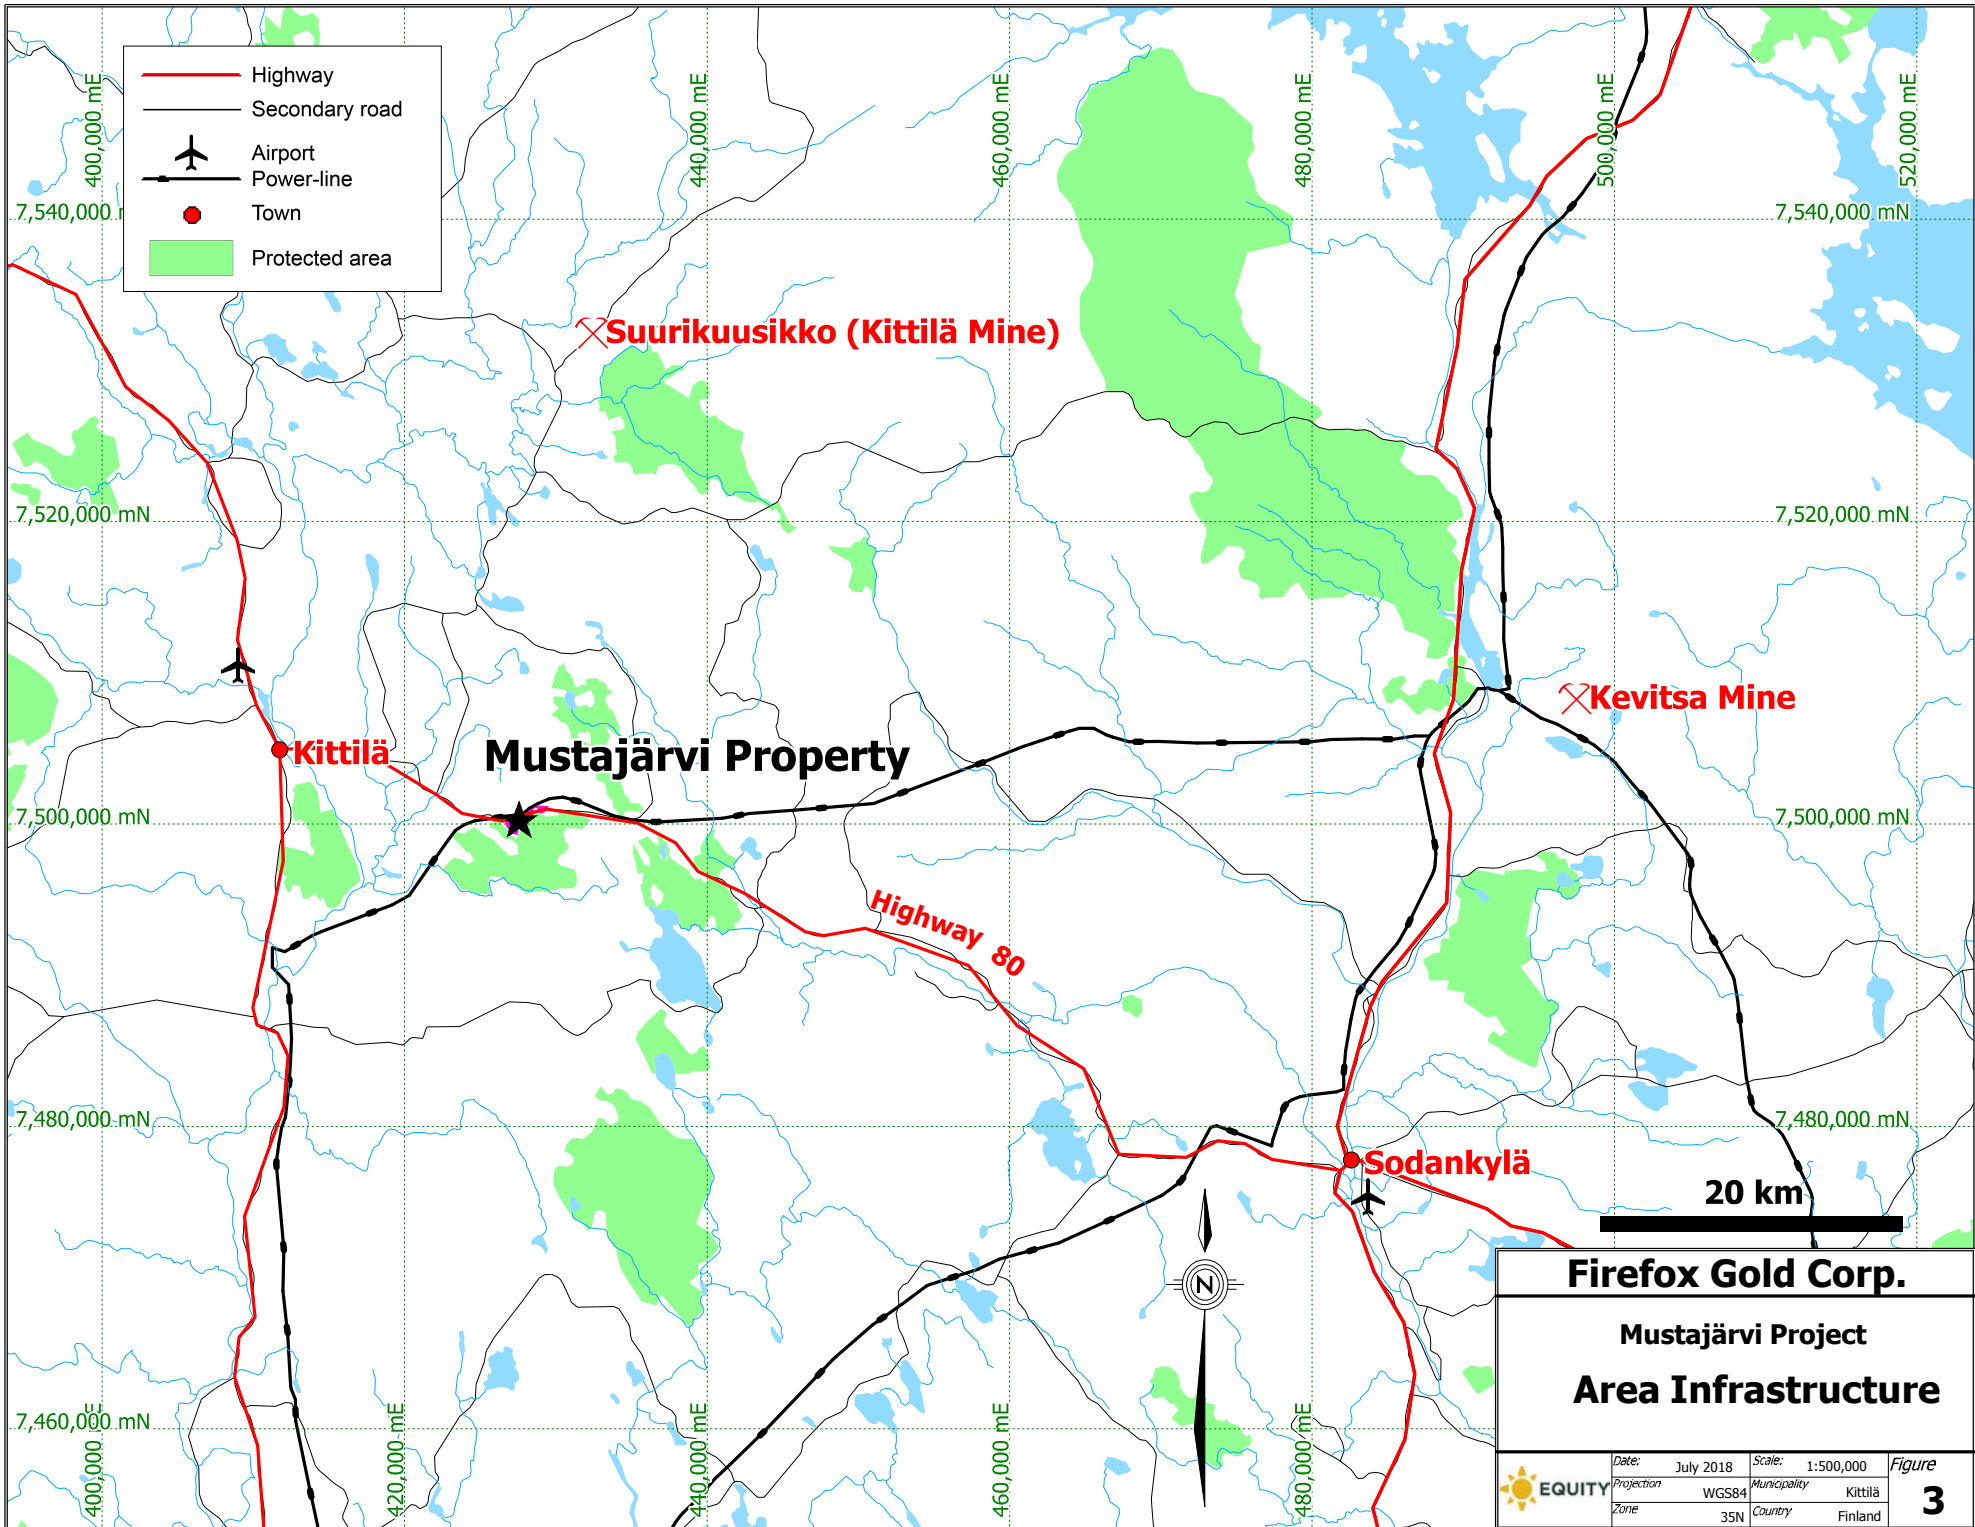 Highway
Secondary road
Airport
Power-line
Town
Protected area
400,000 mE
440,000 mE
460,000 mE
480,000 mE
500,000 mE
520,000 mE
7,540,000 m
7,540,000 mN
Suurikuusikko (Kittilä Mine)
7,520,000 mN
7,520,000 mN
Kevitsa Mine
Kittilä
Mustajärvi Property
7,500,000 mN
7,500,000 mN
Highway 80
7,480,000 mN
7,480,000 mN
Sodankylä
20 km
N
7,460,000 mN
400,000 mE
420,000 mE
440,000 mE
460,000 mE
480,000 mE
Firefox Gold Corp.
Mustajärvi Project
Area Infrastructure
EQUITY
Date: July 2018
Scale: 1:500,000
Projection WGS84
Municipality Kittilä
Zone 35N
Country Finland
Figure
3